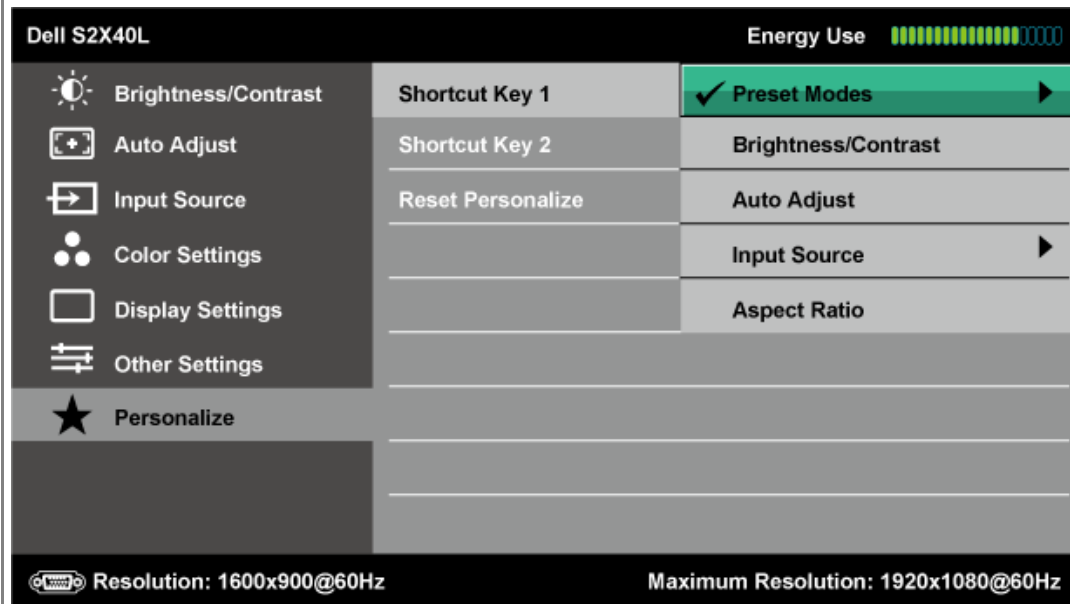 Dell S2X40L Energy Use
Brightness/Contrast Shortcut Key 1 Preset Modes
Auto Adjust Shortcut Key 2 Brightness/Contrast
Input Source Reset Personalize Auto Adjust
Color Settings Input Source
Display Settings Aspect Ratio
Other Settings
Personalize
Resolution: 1600x900@60Hz Maximum Resolution: 1920x1080@60Hz